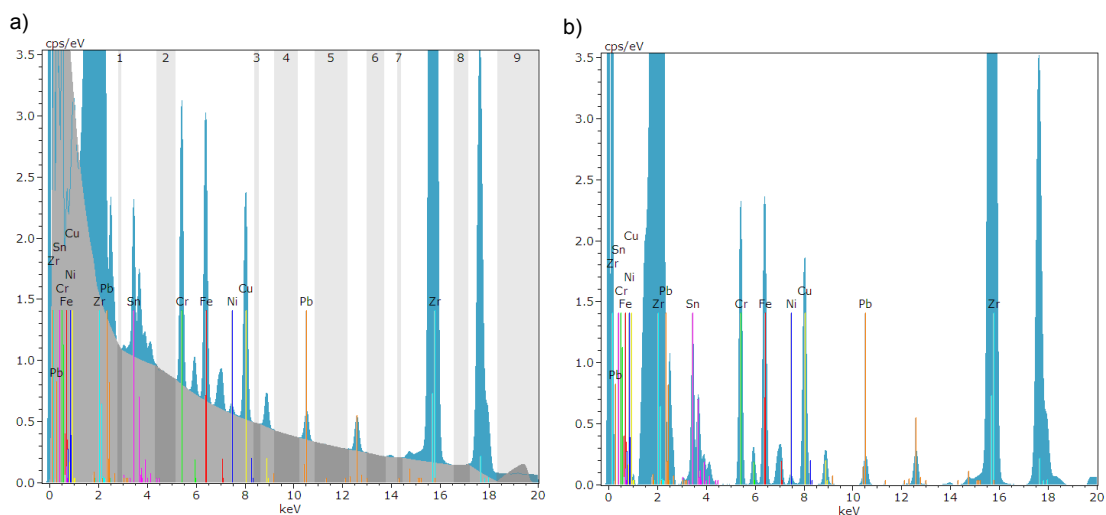 a)
cps/eV
1 2 3 4 5 6 7 8 9
3.5
3.0
2.5
2.0
1.5
1.0
0.5
0.0
Cu
Sn
Zr Ni
Cr Pb
Fe Zr Sn Cr Fe Ni Cu Pb Zr
Pb
0 2 4 6 8 10 12 14 16 18 20
keV
b)
cps/eV
3.5
3.0
2.5
2.0
1.5
1.0
0.5
0.0
Cu
Sn
Zr Ni
Cr Pb
Fe Zr Sn Cr Fe Ni Cu Pb Zr
Pb
0 2 4 6 8 10 12 14 16 18 20
keV